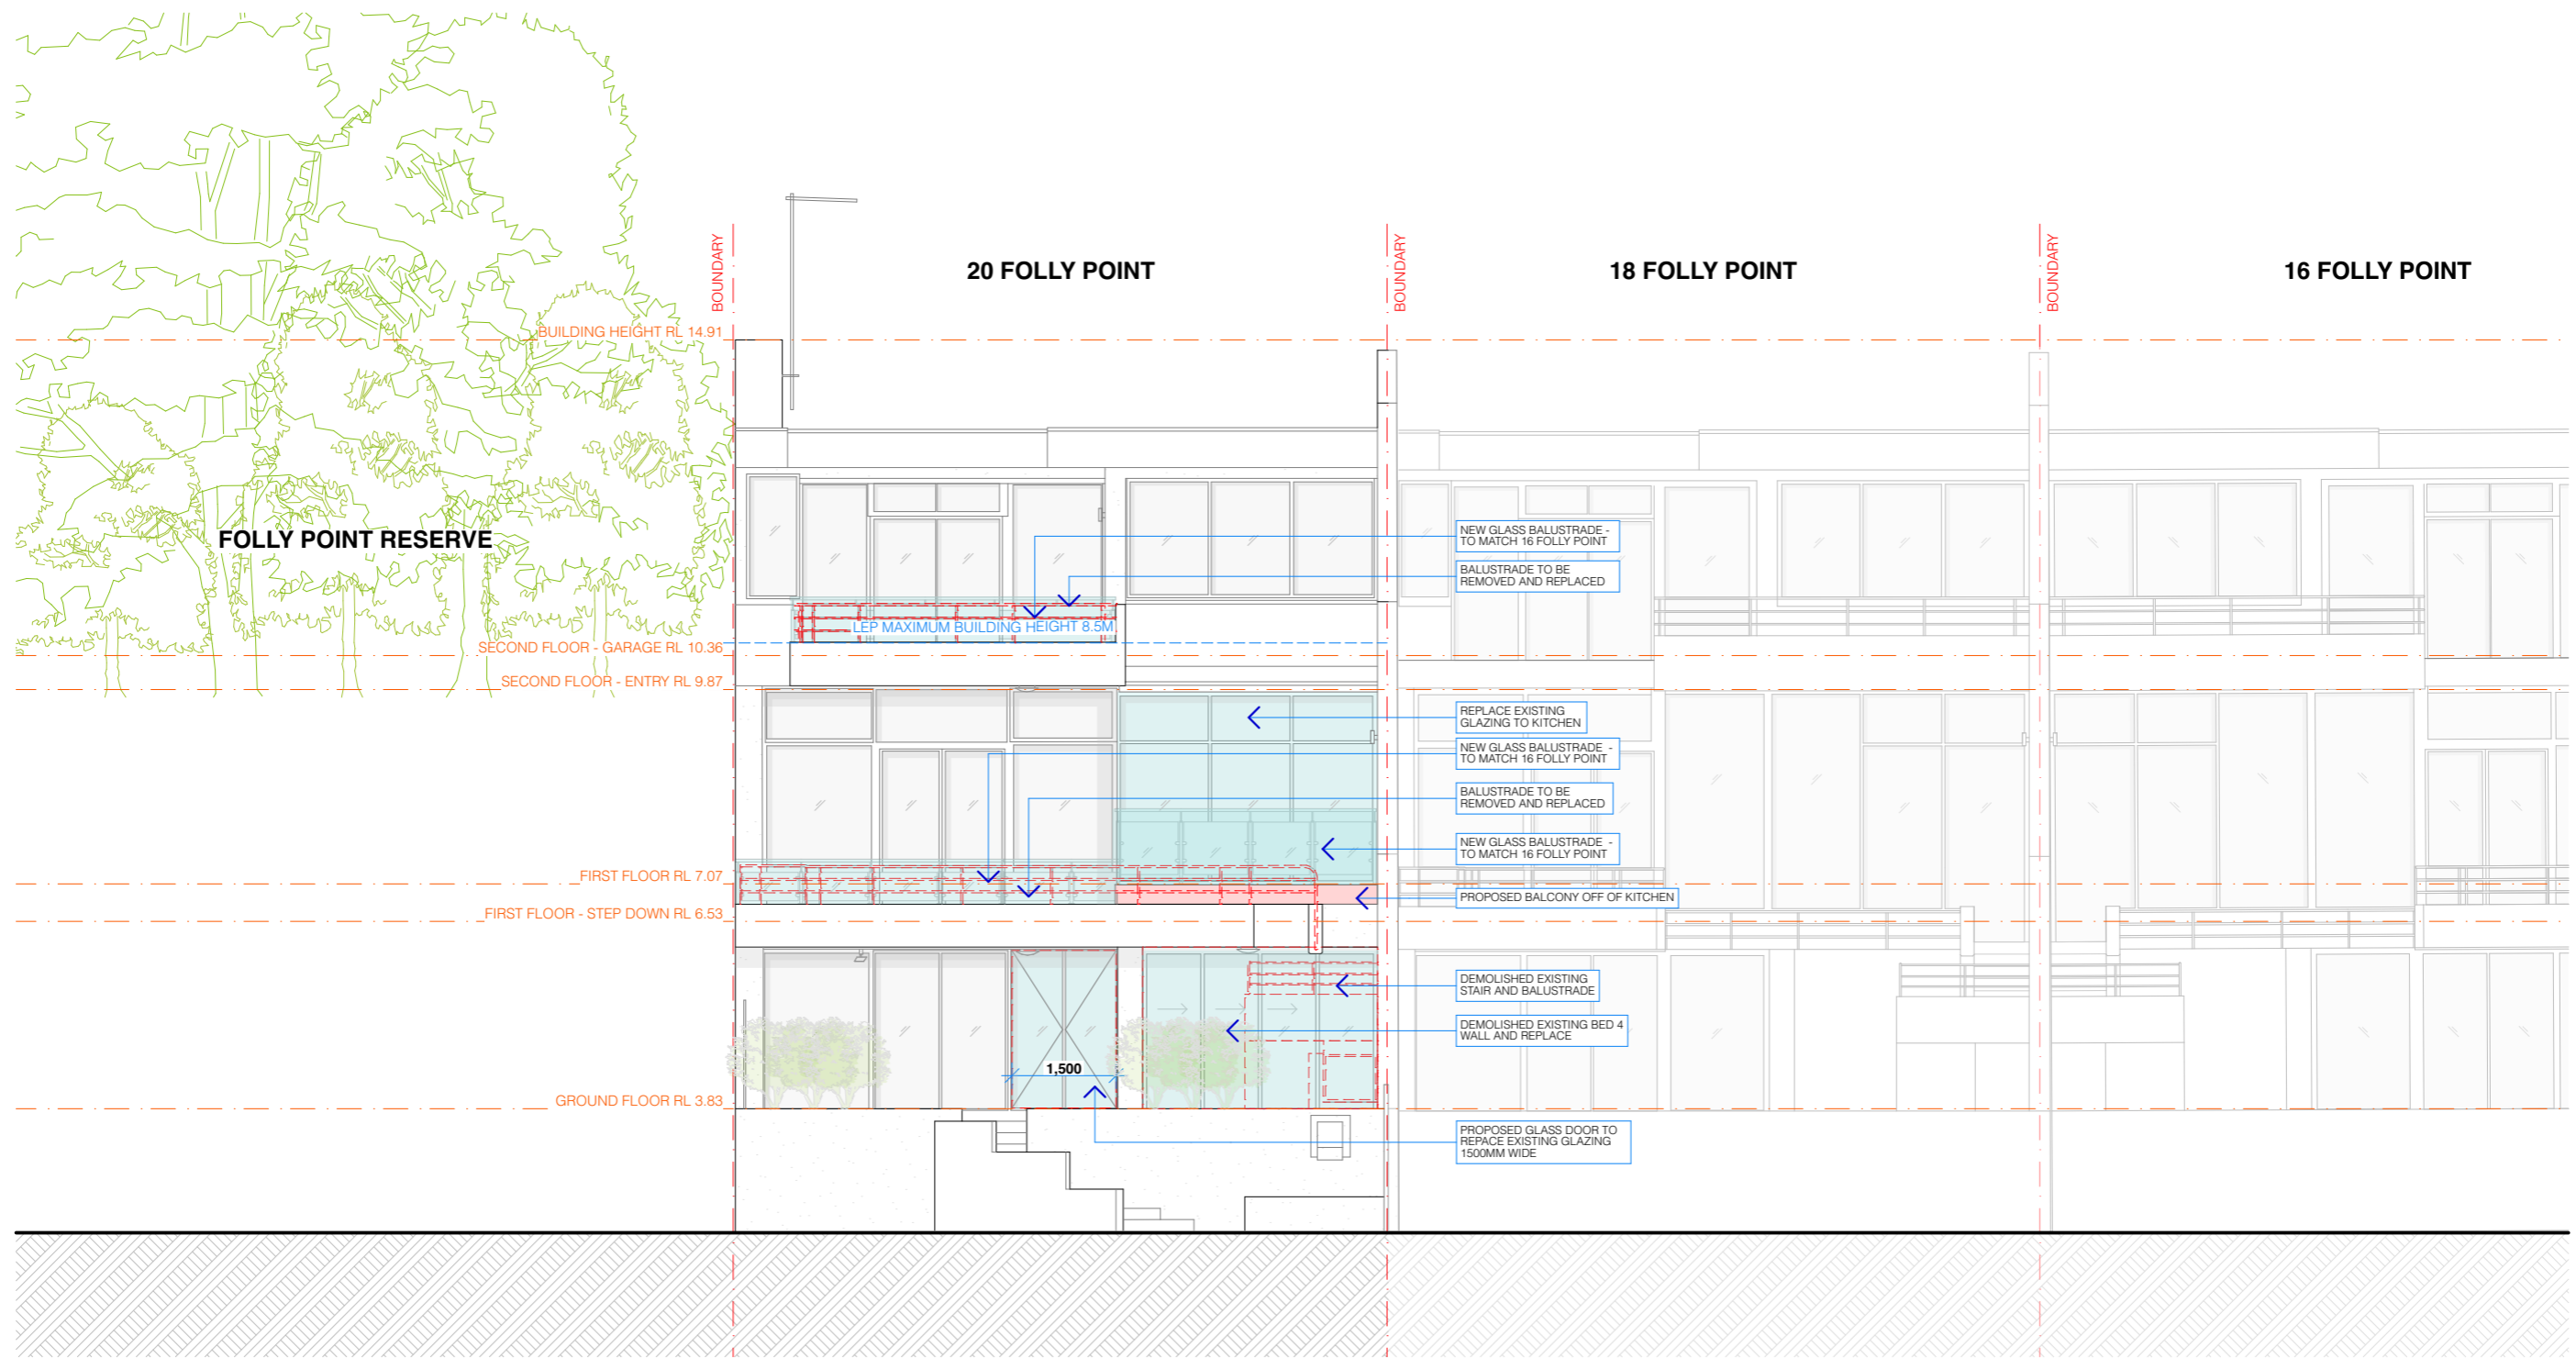 BOUNDARY
BOUNDARY
BOUNDARY
20 FOLLY POINT
18 FOLLY POINT
16 FOLLY POINT
BUILDING HEIGHT RL 14.91
FOLLY POINT RESERVE
NEW GLASS BALUSTRADE -
TO MATCH 16 FOLLY POINT
BALUSTRADE TO BE
REMOVED AND REPLACED
LEP MAXIMUM BUILDING HEIGHT 8.5M
SECOND FLOOR - GARAGE RL 10.36
SECOND FLOOR - ENTRY RL 9.87
REPLACE EXISTING
GLAZING TO KITCHEN
NEW GLASS BALUSTRADE -
TO MATCH 16 FOLLY POINT
BALUSTRADE TO BE
REMOVED AND REPLACED
NEW GLASS BALUSTRADE -
TO MATCH 16 FOLLY POINT
FIRST FLOOR RL 7.07
PROPOSED BALCONY OFF OF KITCHEN
FIRST FLOOR - STEP DOWN RL 6.53
DEMOLISHED EXISTING
STAIR AND BALUSTRADE
DEMOLISHED EXISTING BED 4
WALL AND REPLACE
1,500
GROUND FLOOR RL 3.83
PROPOSED GLASS DOOR TO
REPACE EXISTING GLAZING
1500MM WIDE